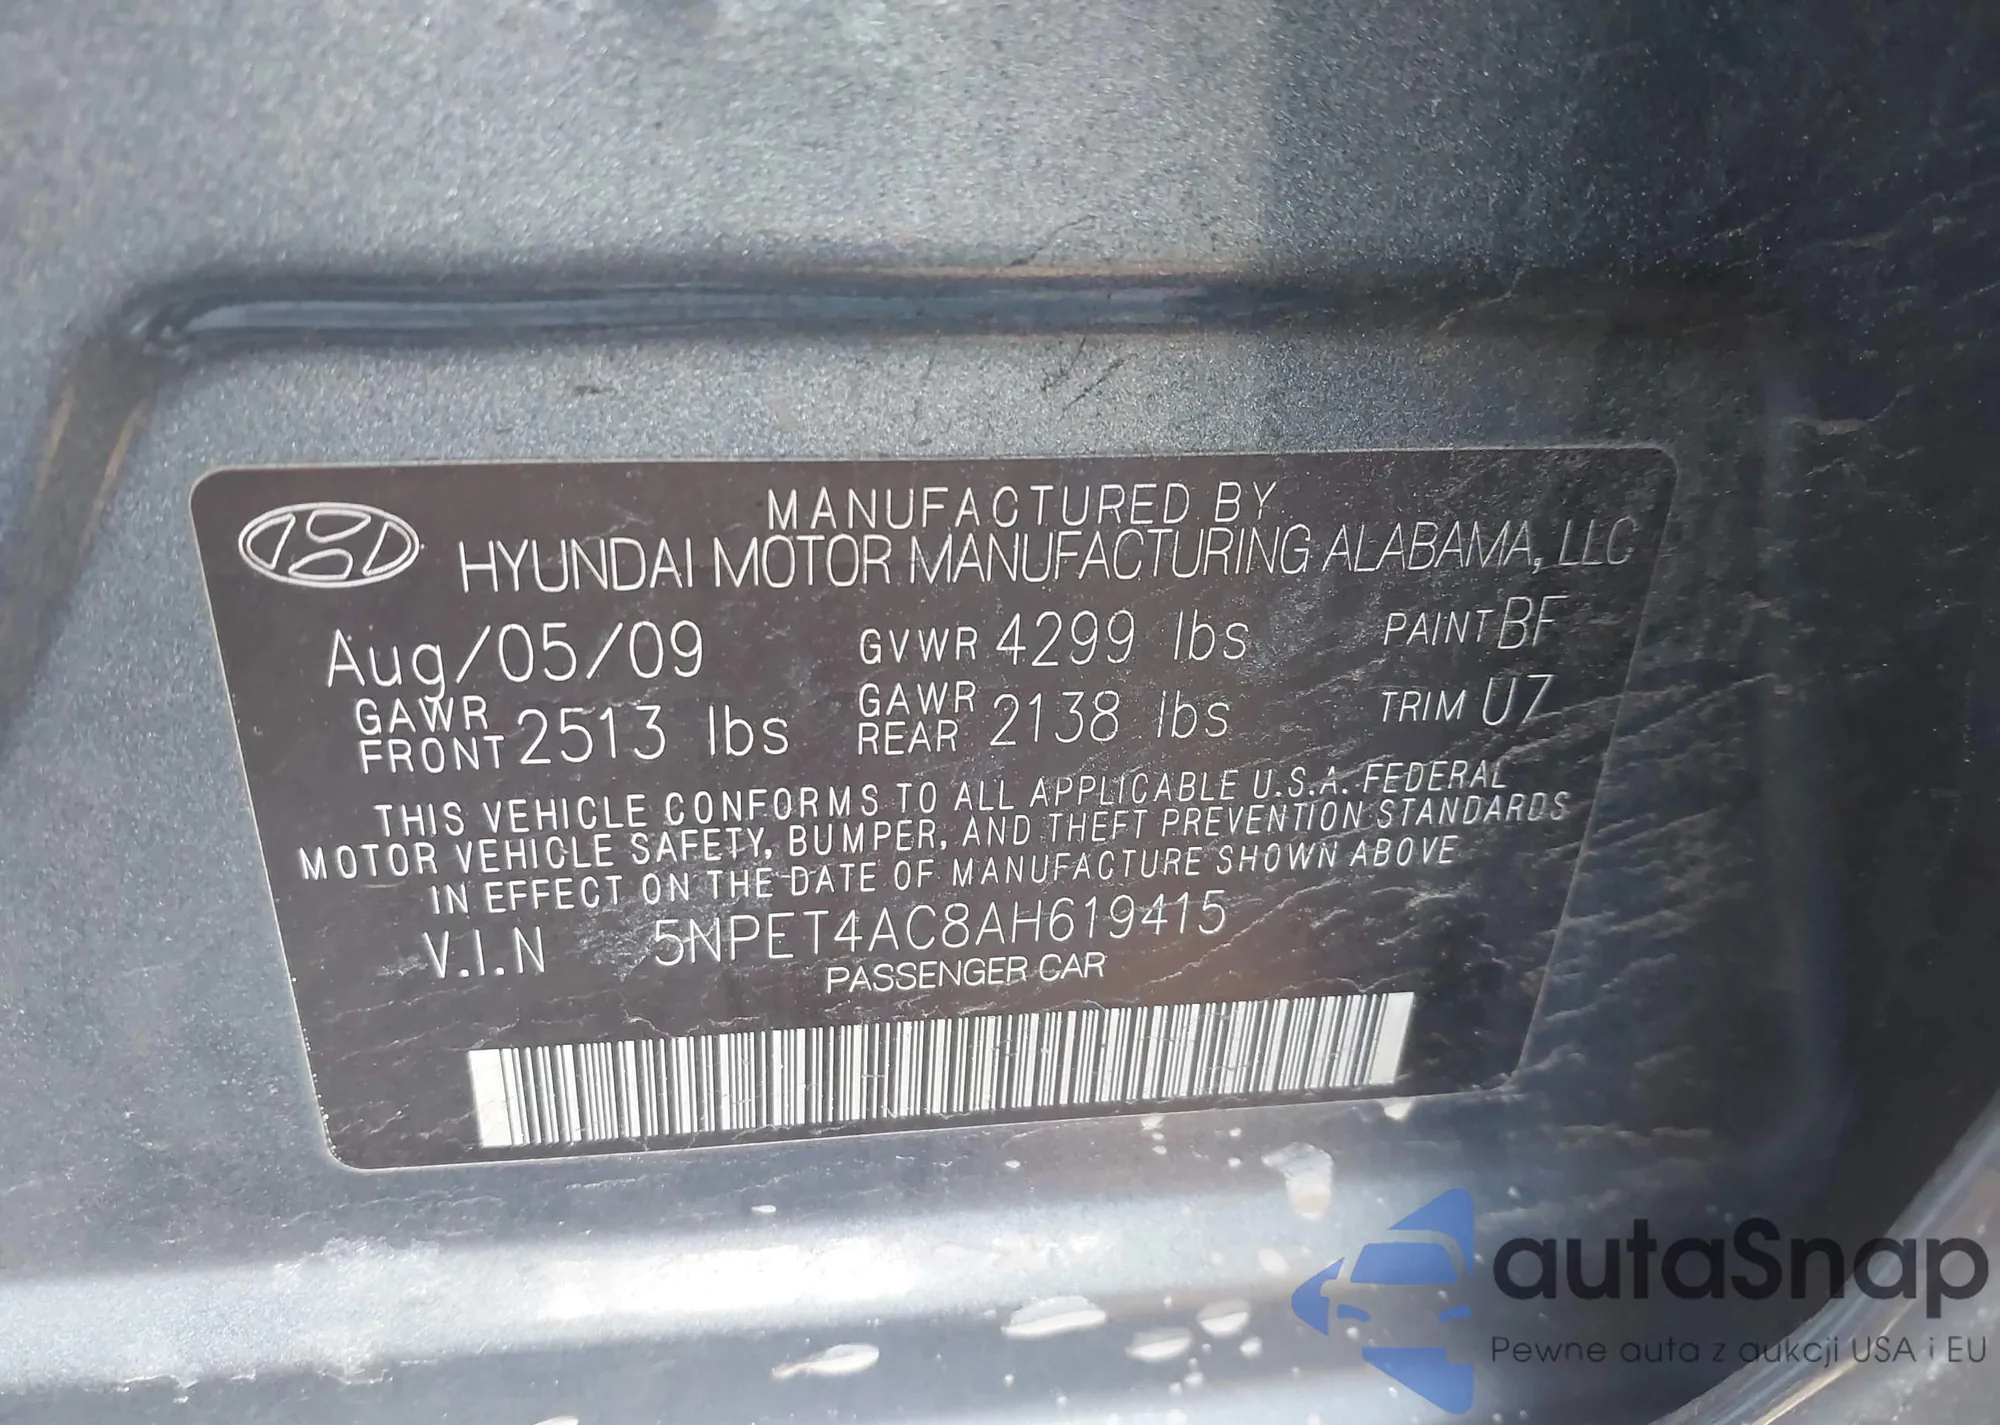 MANUFACTURED BY
HYUNDAI MOTOR MANUFACTURING ALABAMA, LLC
Aug/05/09 GVWR 4299 lbs PAINT BF
GAWR FRONT 2513 lbs GAWR REAR 2138 lbs TRIM U7
THIS VEHICLE CONFORMS TO ALL APPLICABLE U.S.A. FEDERAL
MOTOR VEHICLE SAFETY, BUMPER, AND THEFT PREVENTION STANDARDS
IN EFFECT ON THE DATE OF MANUFACTURE SHOWN ABOVE
V.I.N 5NPET4AC8AH619415
PASSENGER CAR
autaSnap
Pewne auta z aukcji USA i EU